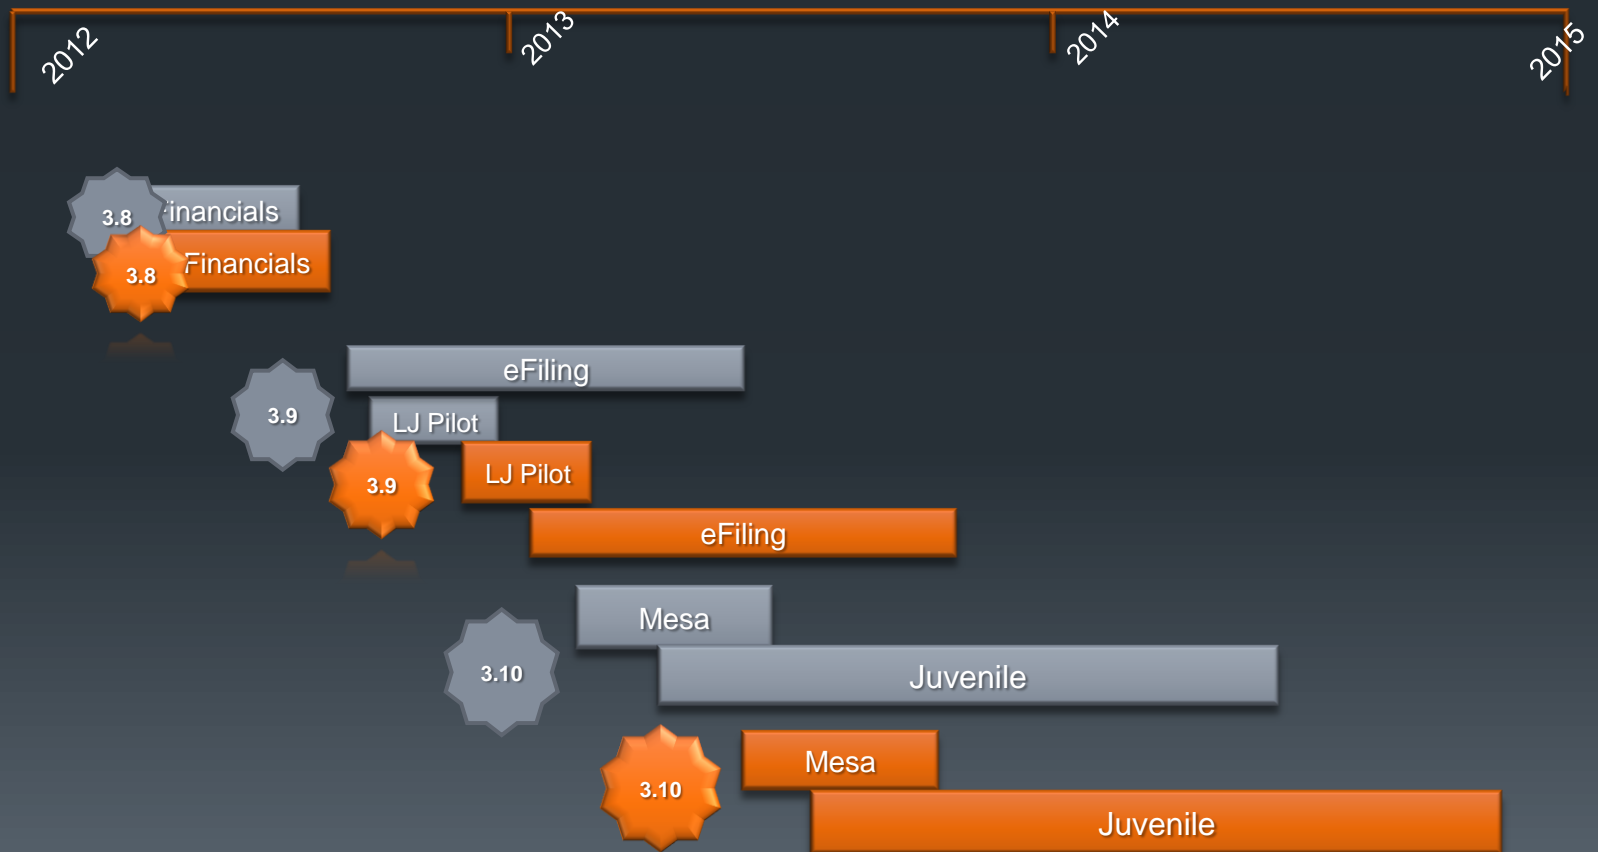 2012
2013
2014
2015
3.8
Financials
3.8
Financials
eFiling
3.9
LJ Pilot
3.9
LJ Pilot
eFiling
Mesa
3.10
Juvenile
Mesa
3.10
Juvenile